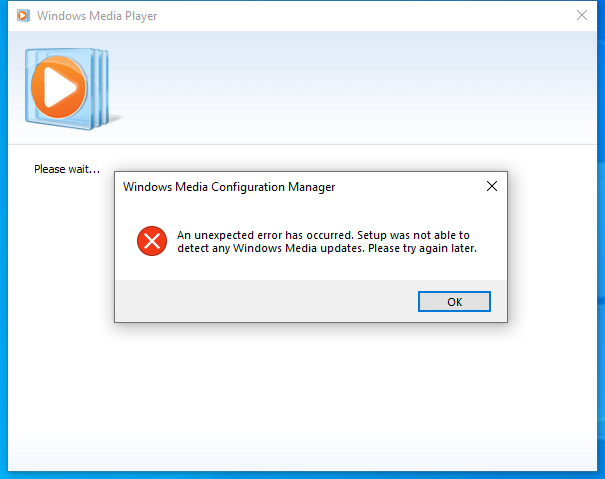 Windows Media Player
Please wait...
Windows Media Configuration Manager
An unexpected error has occurred. Setup was not able to
detect any Windows Media updates. Please try again later.
OK